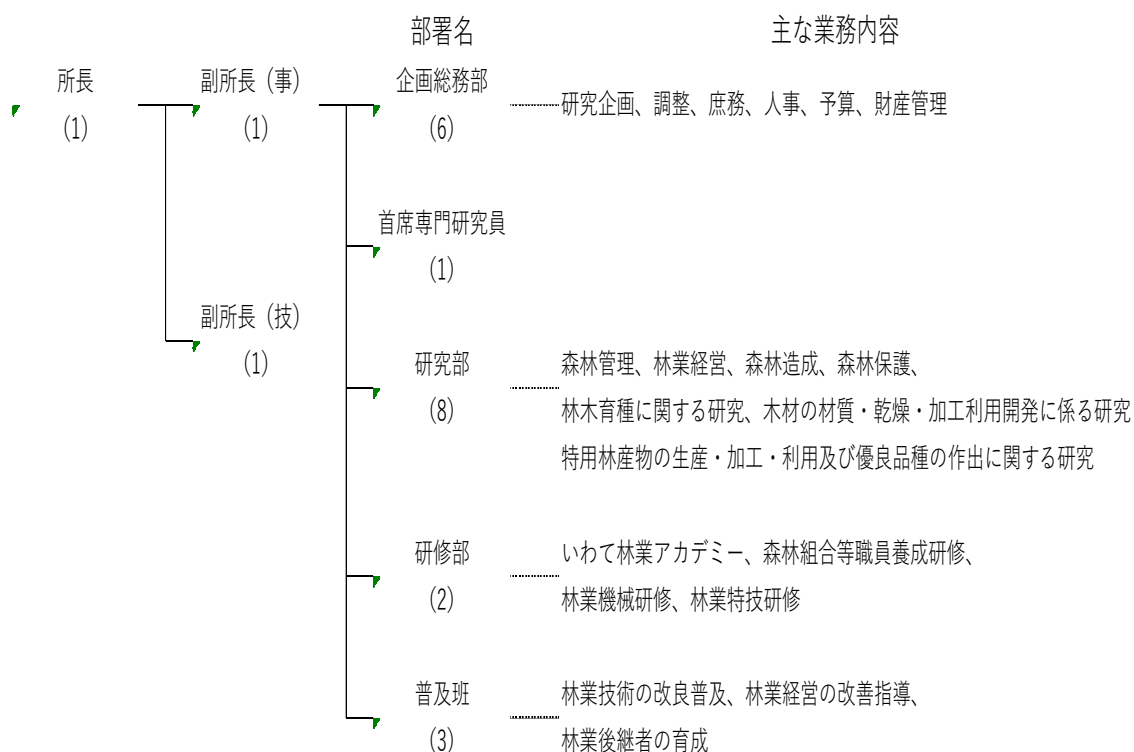 部署名 主な業務内容
所長 副所長（事） 企画総務部
(1) (1) (6) 研究企画、調整、庶務、人事、予算、財産管理
首席専門研究員
(1)
副所長（技）
(1)
研究部 森林管理、林業経営、森林造成、森林保護、
(8) 林木育種に関する研究、木材の材質・乾燥・加工利用開発に係る研究
特用林産物の生産・加工・利用及び優良品種の作出に関する研究
研修部 いわて林業アカデミー、森林組合等職員養成研修、
(2) 林業機械研修、林業特技研修
普及班 林業技術の改良普及、林業経営の改善指導、
(3) 林業後継者の育成